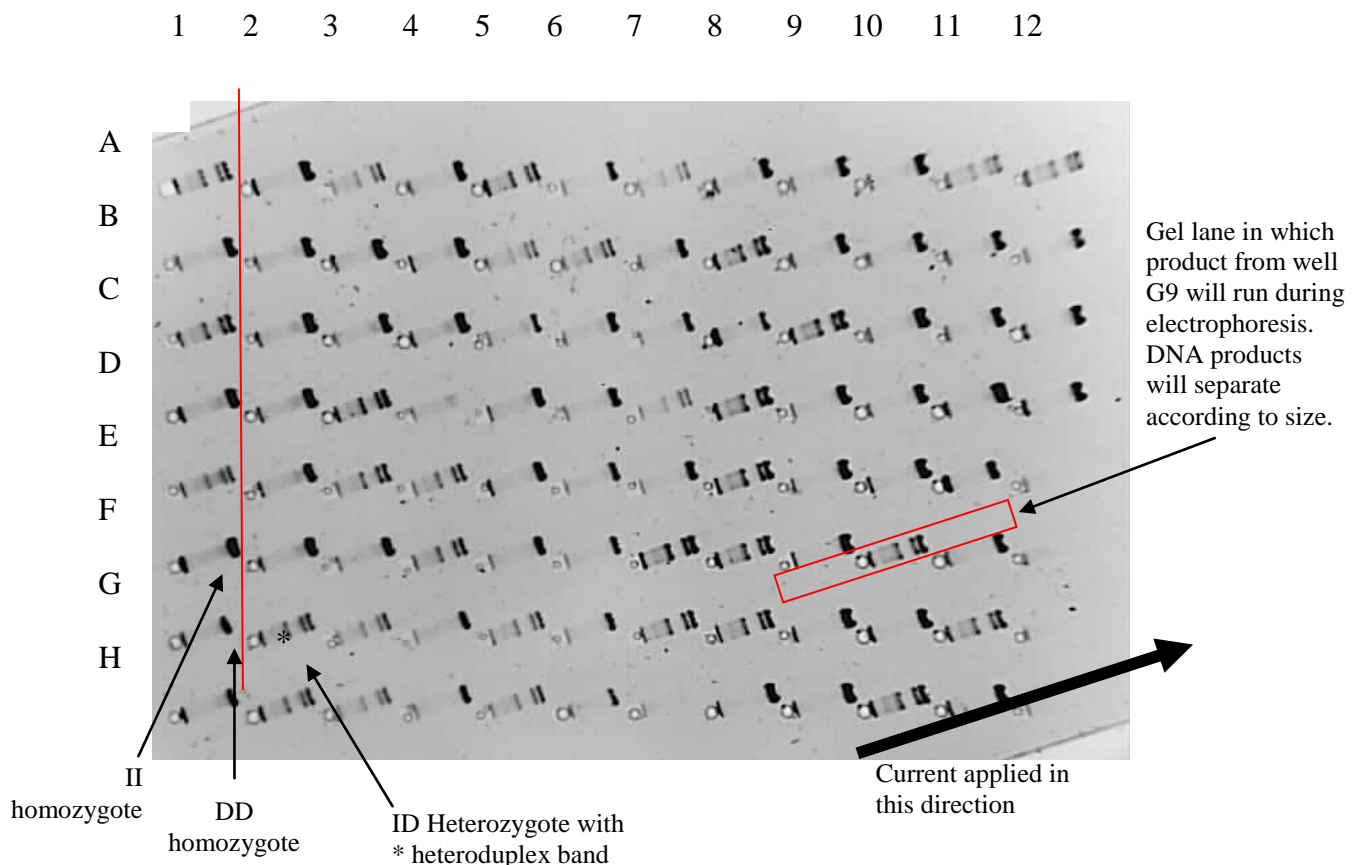 1 2 3 4 5 6 7 8 9 10 11 12
A
B
C
D
E
F
G
H
Gel lane in which
product from well
G9 will run during
electrophoresis.
DNA products
will separate
according to size.
*
II
homozygote
DD
homozygote
ID Heterozygote with
* heteroduplex band
Current applied in
this direction